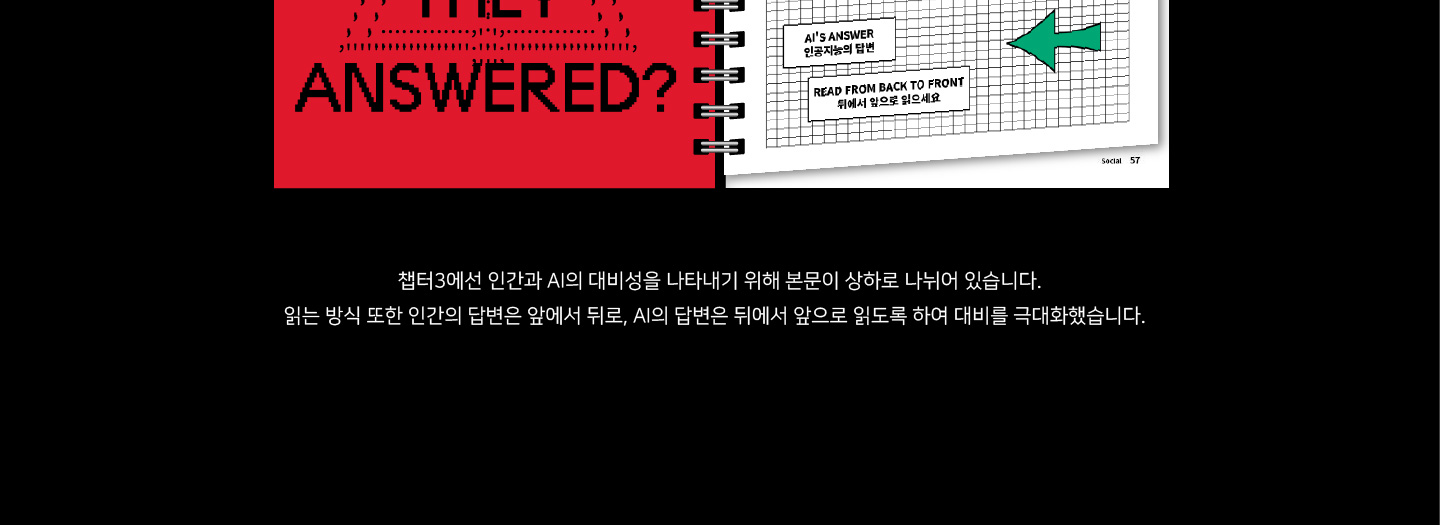 THEY
ANSWERED?
AI'S ANSWER
인공지능의 답변
READ FROM BACK TO FRONT
뒤에서 앞으로 읽으세요
Social 57
챕터3에선 인간과 AI의 대비성을 나타내기 위해 본문이 상하로 나뉘어 있습니다.
읽는 방식 또한 인간의 답변은 앞에서 뒤로, AI의 답변은 뒤에서 앞으로 읽도록 하여 대비를 극대화했습니다.